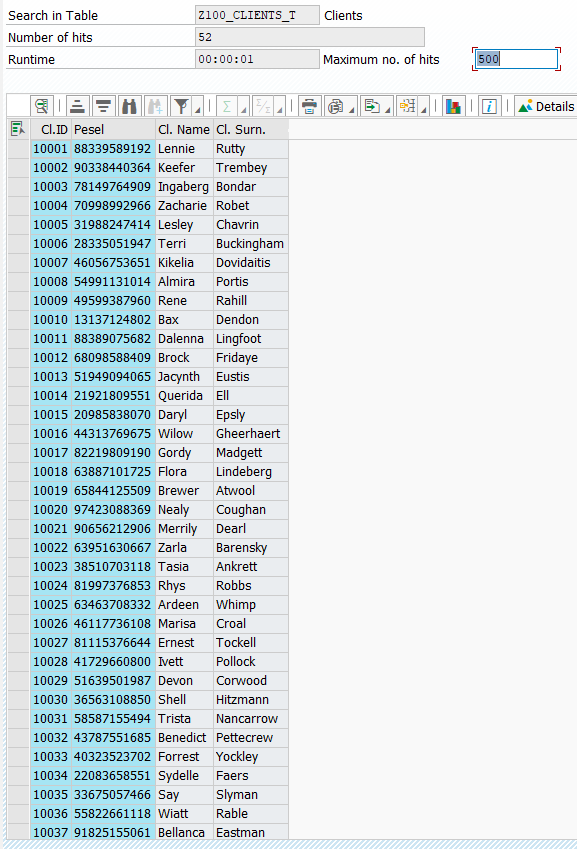 Search in Table Z100_CLIENTS_T Clients
Number of hits 52
Runtime 00:00:01 Maximum no. of hits 500
Details
Cl.ID Pesel Cl. Name Cl. Surn.
10001 88339589192 Lennie Rutty
10002 90338440364 Keefer Trembey
10003 78149764909 Ingaberg Bondar
10004 70998992966 Zacharie Robet
10005 31988247414 Lesley Chavrin
10006 28335051947 Terri Buckingham
10007 46056753651 Kikelia Dovidaitis
10008 54991131014 Almira Portis
10009 49599387960 Rene Rahill
10010 13137124802 Bax Dendon
10011 88389075682 Dalenna Lingfoot
10012 68098588409 Brock Fridaye
10013 51949094065 Jacynth Eustis
10014 21921809551 Querida Ell
10015 20985838070 Daryl Epsly
10016 44313769675 Wilow Gheerhaert
10017 82219809190 Gordy Madgett
10018 63887101725 Flora Lindeberg
10019 65844125509 Brewer Atwool
10020 97423088369 Nealy Coughan
10021 90656212906 Merrily Dearl
10022 63951630667 Zarla Barensky
10023 38510703118 Tasia Ankrett
10024 81997376853 Rhys Robbs
10025 63463708332 Ardeen Whimp
10026 46117736108 Marisa Croal
10027 81115376644 Ernest Tockell
10028 41729660800 Ivett Pollock
10029 51639501987 Devon Corwood
10030 36563108850 Shell Hitzmann
10031 58587155494 Trista Nancarrow
10032 43787551685 Benedict Pettecrew
10033 40323523702 Forrest Yockley
10034 22083658551 Sydelle Faers
10035 33675057466 Say Slyman
10036 55822661118 Wiatt Rable
10037 91825155061 Bellanca Eastman